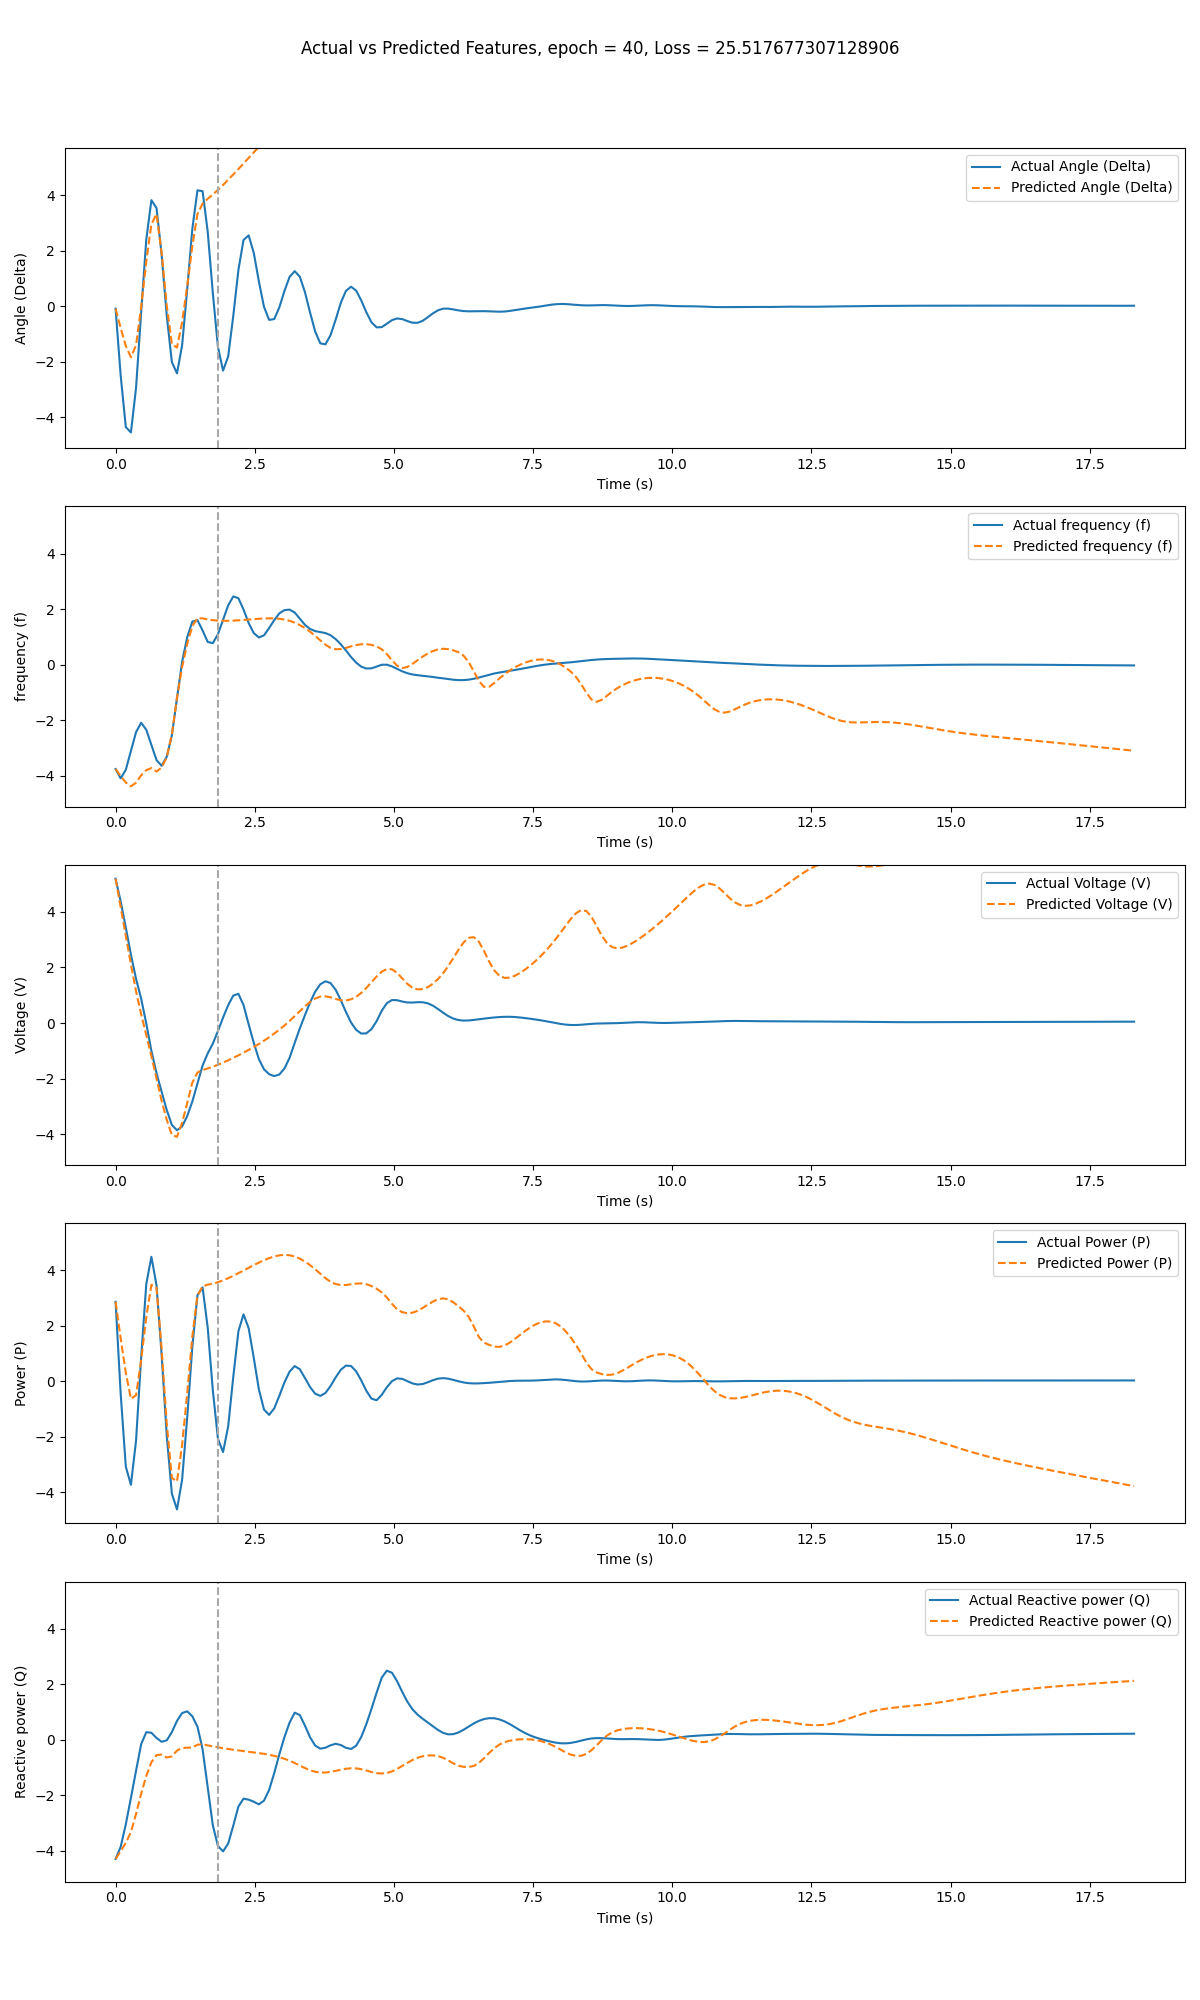 Actual vs Predicted Features, epoch = 40, Loss = 25.517677307128906
Actual Angle (Delta)
Predicted Angle (Delta)
Angle (Delta)
4
2
0
−2
−4
0.0 2.5 5.0 7.5 10.0 12.5 15.0 17.5
Time (s)
Actual frequency (f)
Predicted frequency (f)
frequency (f)
4
2
0
−2
−4
0.0 2.5 5.0 7.5 10.0 12.5 15.0 17.5
Time (s)
Actual Voltage (V)
Predicted Voltage (V)
Voltage (V)
4
2
0
−2
−4
0.0 2.5 5.0 7.5 10.0 12.5 15.0 17.5
Time (s)
Actual Power (P)
Predicted Power (P)
Power (P)
4
2
0
−2
−4
0.0 2.5 5.0 7.5 10.0 12.5 15.0 17.5
Time (s)
Actual Reactive power (Q)
Predicted Reactive power (Q)
Reactive power (Q)
4
2
0
−2
−4
0.0 2.5 5.0 7.5 10.0 12.5 15.0 17.5
Time (s)